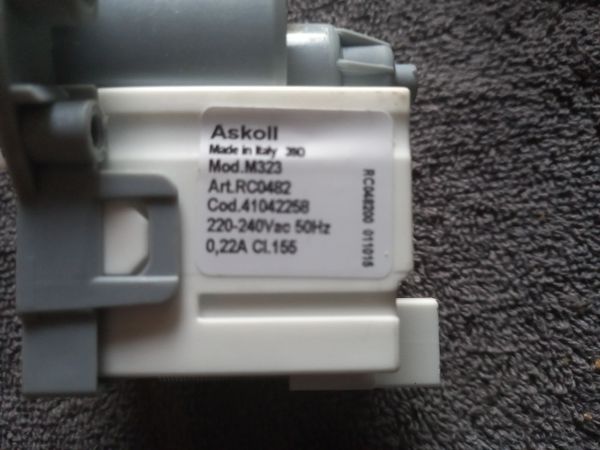 Askoll
Made in Italy 390
Mod.M323
Art.RC0482
Cod.41042258
220-240Vac 50Hz
0,22A Cl.155
RC048200 011015